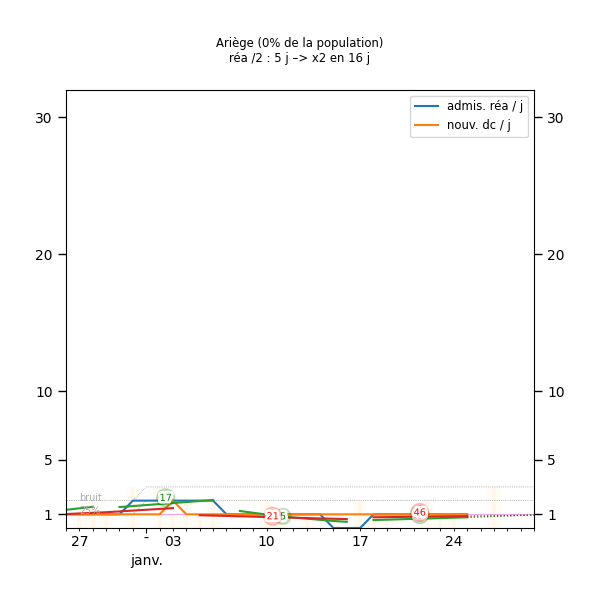 Ariège (0% de la population)
réa /2 : 5 j –> x2 en 16 j
admis. réa / j
nouv. dc / j
30 30
20 20
10 10
5 5
1 1
bruit
17
21 5
46
27 - 03 10 17 24
janv.